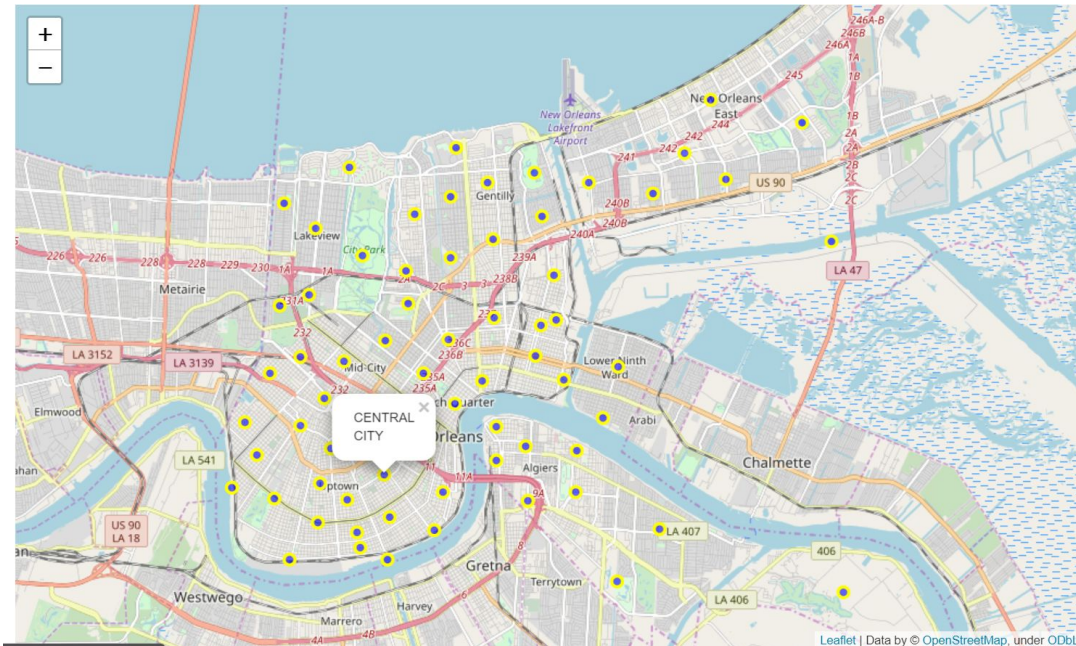 +
−
246A-B
246B
246A
1A
245
1B
New Orleans
East
244
242
242
241
New Orleans
Lakefront
Airport
1B
2A
2A
2B
2C
2C
US 90
240B
240B
240A
Gentilly
Lakeview
City Park
239A
238B
226
226
228
228
229
230
1A
1A
2A
2C
3
3
LA 47
Metairie
231A
232
236C
236B
235A
235A
LA 3152
LA 3139
Mid-City
232
Lower Ninth
Ward
Elmwood
CENTRAL
CITY
×
Arabi
Orleans
LA 541
Chalmette
11
11A
Algiers
9A
US 90
LA 18
LA 407
406
8
Gretna
Terrytown
Westwego
LA 406
Harvey
6
Marrero
4A
4B
Leaflet | Data by © OpenStreetMap, under ODbL